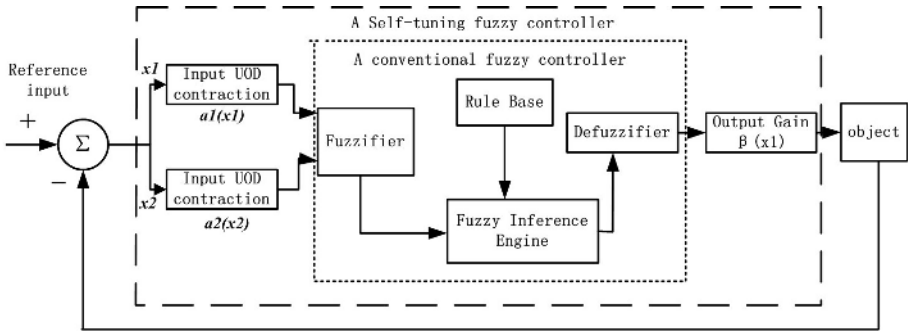 A Self-tuning fuzzy controller
A conventional fuzzy controller
Reference
input
+
Σ
−
x1
Input UOD
contraction
a1(x1)
x2
Input UOD
contraction
a2(x2)
Fuzzifier
Rule Base
Fuzzy Inference
Engine
Defuzzifier
Output Gain
β(x1)
object